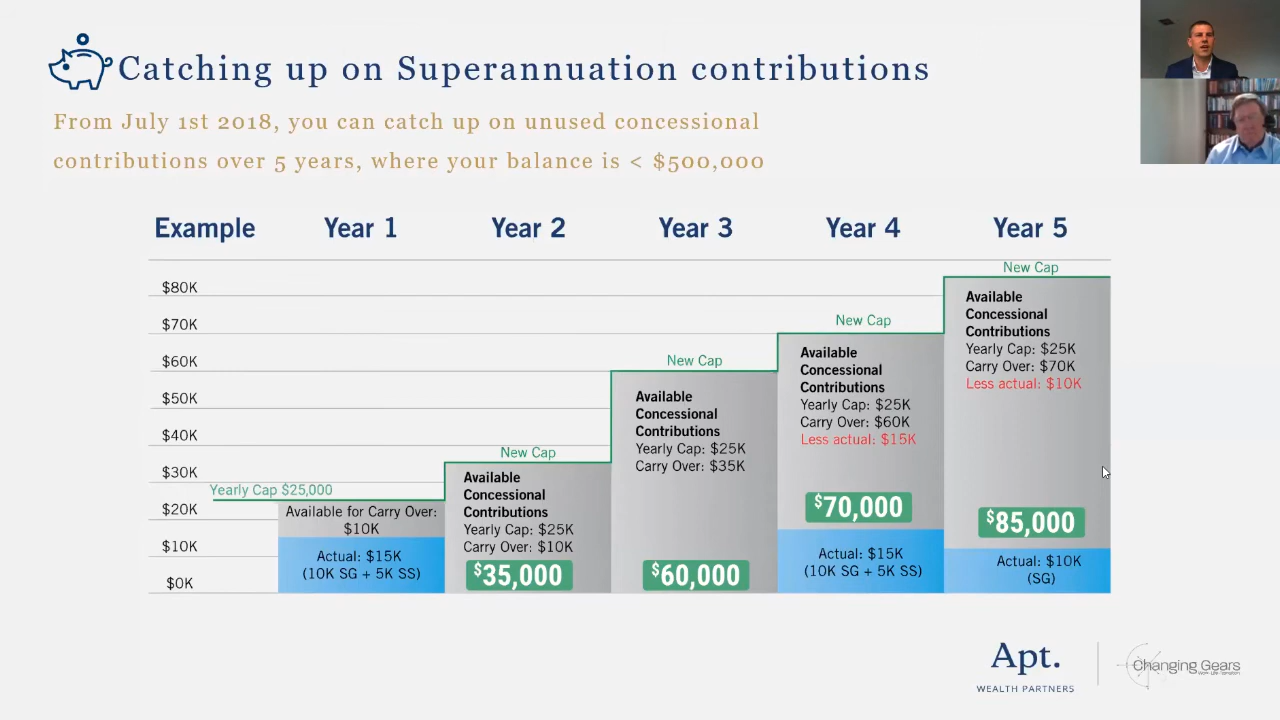 Catching up on Superannuation contributions
From July 1st 2018, you can catch up on unused concessional
contributions over 5 years, where your balance is < $500,000
Example
Year 1
Year 2
Year 3
Year 4
Year 5
$80K
$70K
$60K
$50K
$40K
$30K
$20K
$10K
$0K
Yearly Cap $25,000
Available for Carry Over:
$10K
Actual: $15K
(10K SG + 5K SS)
New Cap
Available
Concessional
Contributions
Yearly Cap: $25K
Carry Over: $10K
$35,000
New Cap
Available
Concessional
Contributions
Yearly Cap: $25K
Carry Over: $35K
$60,000
New Cap
Available
Concessional
Contributions
Yearly Cap: $25K
Carry Over: $60K
Less actual: $15K
$70,000
Actual: $15K
(10K SG + 5K SS)
New Cap
Available
Concessional
Contributions
Yearly Cap: $25K
Carry Over: $70K
Less actual: $10K
$85,000
Actual: $10K
(SG)
Apt.
WEALTH PARTNERS
Changing Gears
Work Life Transition